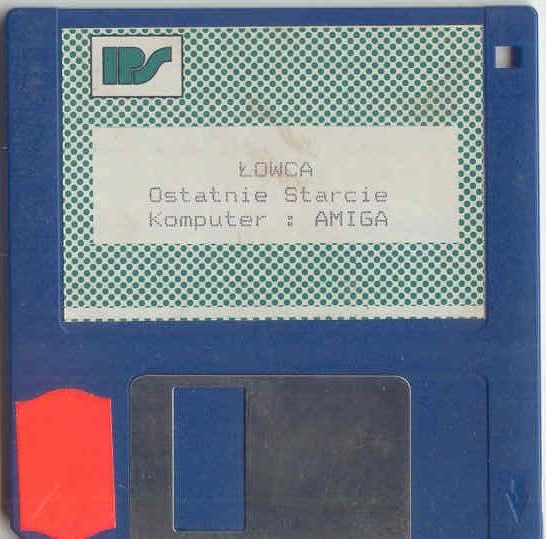 IPS
ŁOWCA
Ostatnie Starcie
Komputer : AMIGA